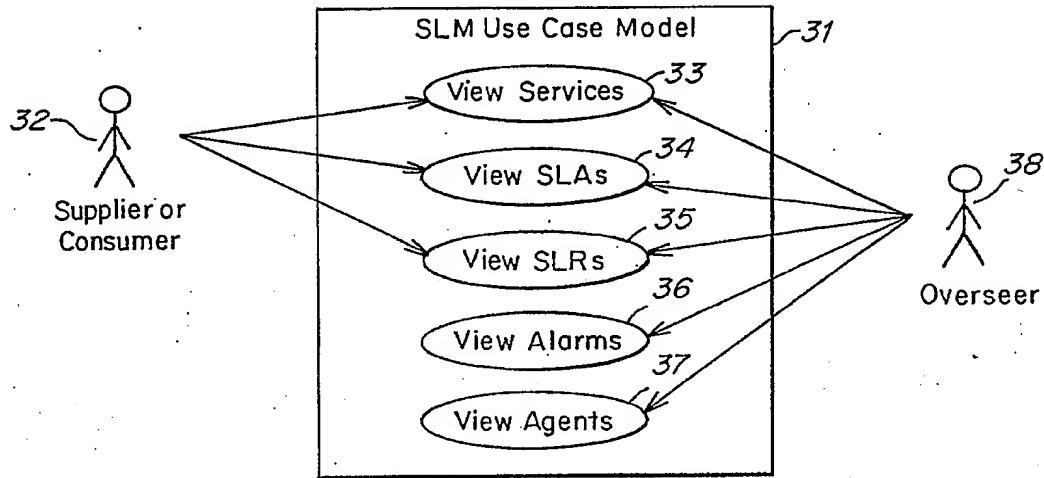 SLM Use Case Model
31
33
View Services
32
34
View SLAs
38
Supplier or
Consumer
35
View SLRs
Overseer
36
View Alarms
37
View Agents